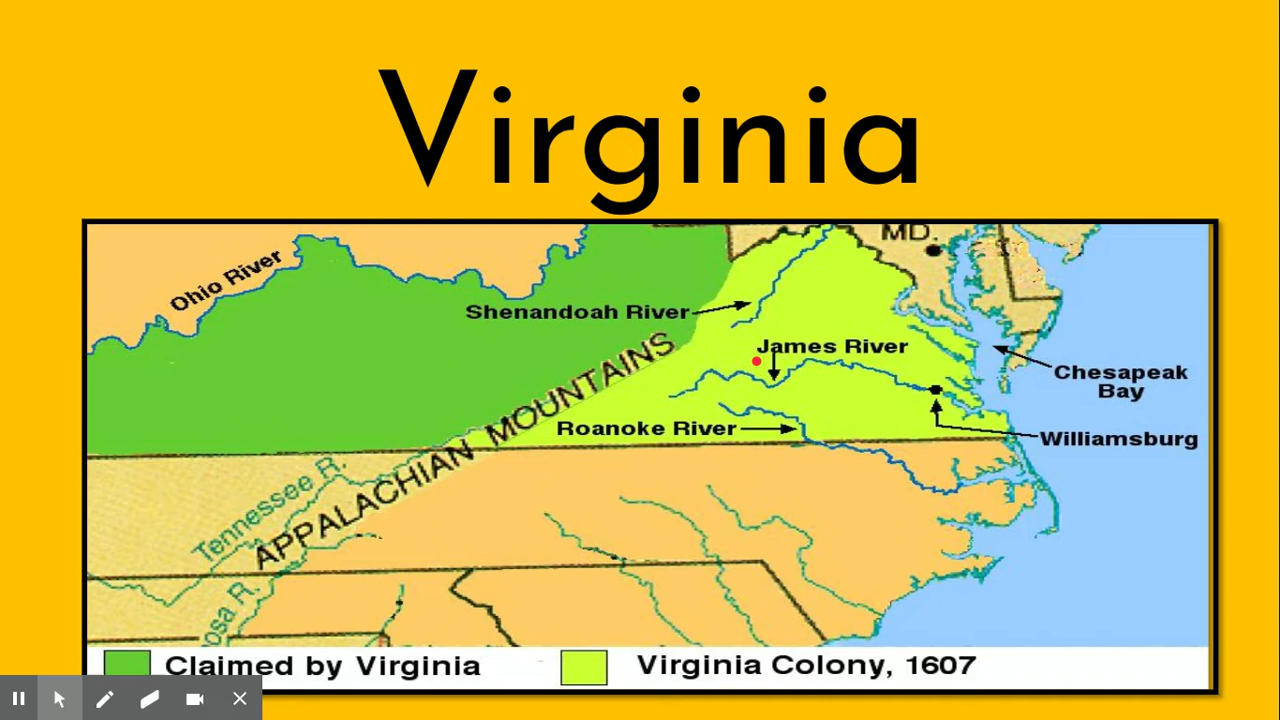 Virginia
MD.
Ohio River
Shenandoah River
James River
APPALACHIAN MOUNTAINS
Chesapeak
Bay
Roanoke River
Williamsburg
Tennessee R.
osa R.
Claimed by Virginia
Virginia Colony, 1607